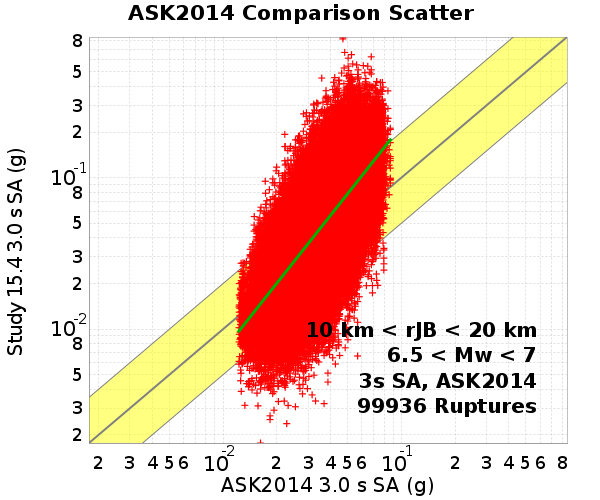 ASK2014 Comparison Scatter
8
5
3
2
10-1
8
5
3
2
10-2
8
5
3
2
Study 15.4 3.0 s SA (g)
10 km < rJB < 20 km
6.5 < Mw < 7
3s SA, ASK2014
99936 Ruptures
2 3 4 5 6 10-2 2 3 4 5 6 10-1 2 3 4 5 6 8
ASK2014 3.0 s SA (g)